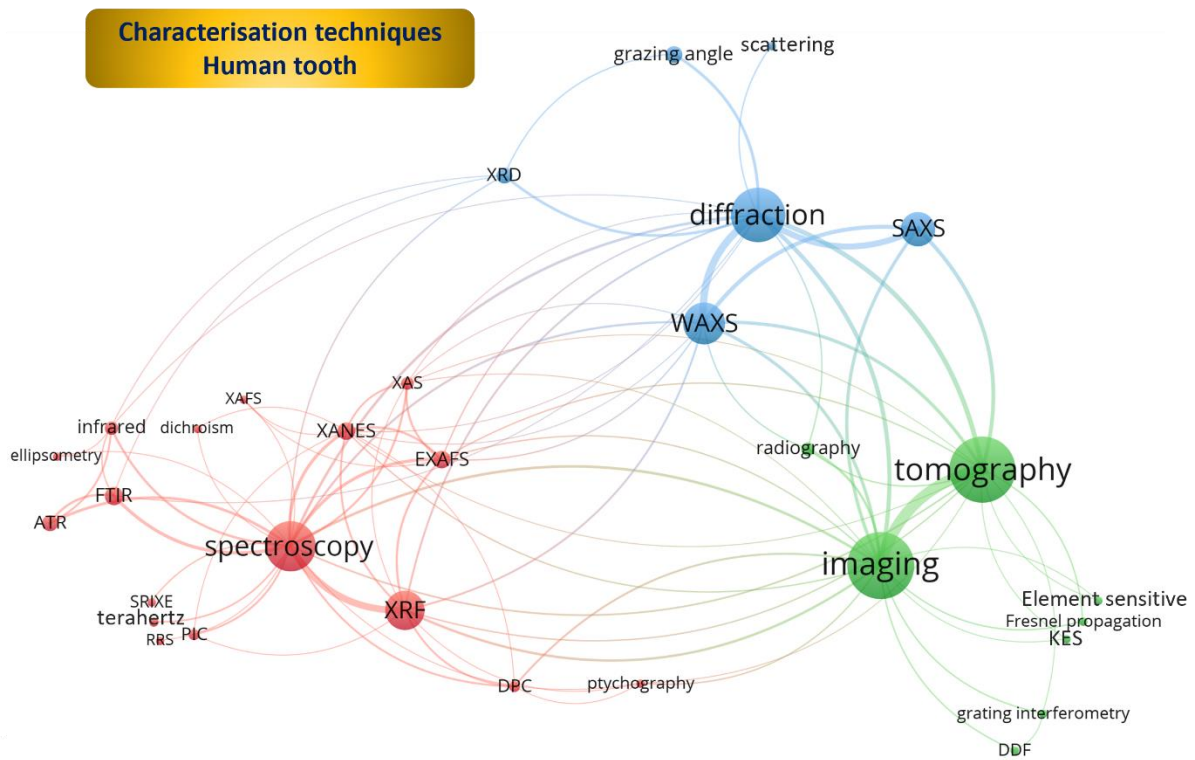 Characterisation techniques
Human tooth
grazing angle
scattering
XRD
diffraction
SAXS
WAXS
XAS
XAFS
infrared
dichroism
XANES
ellipsometry
EXAFS
radiography
tomography
FTIR
ATR
spectroscopy
imaging
SRIXE
terahertz
RRS
PIC
XRF
Element sensitive
Fresnel propagation
KES
DPC
ptychography
grating interferometry
DDF